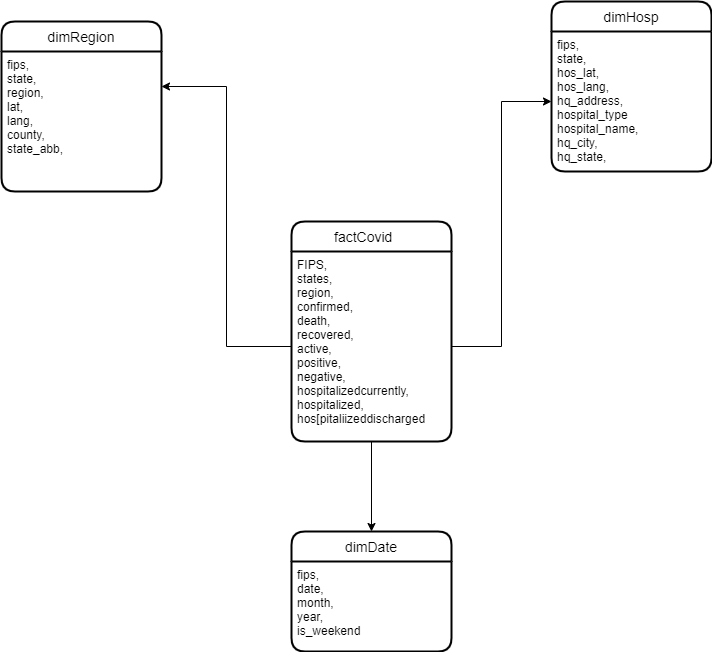 dimRegion
fips,
state,
region,
lat,
lang,
county,
state_abb,
dimHosp
fips,
state,
hos_lat,
hos_lang,
hq_address,
hospital_type
hospital_name,
hq_city,
hq_state,
factCovid
FIPS,
states,
region,
confirmed,
death,
recovered,
active,
positive,
negative,
hospitalizedcurrently,
hospitalized,
hos[pitaliizeddischarged
dimDate
fips,
date,
month,
year,
is_weekend